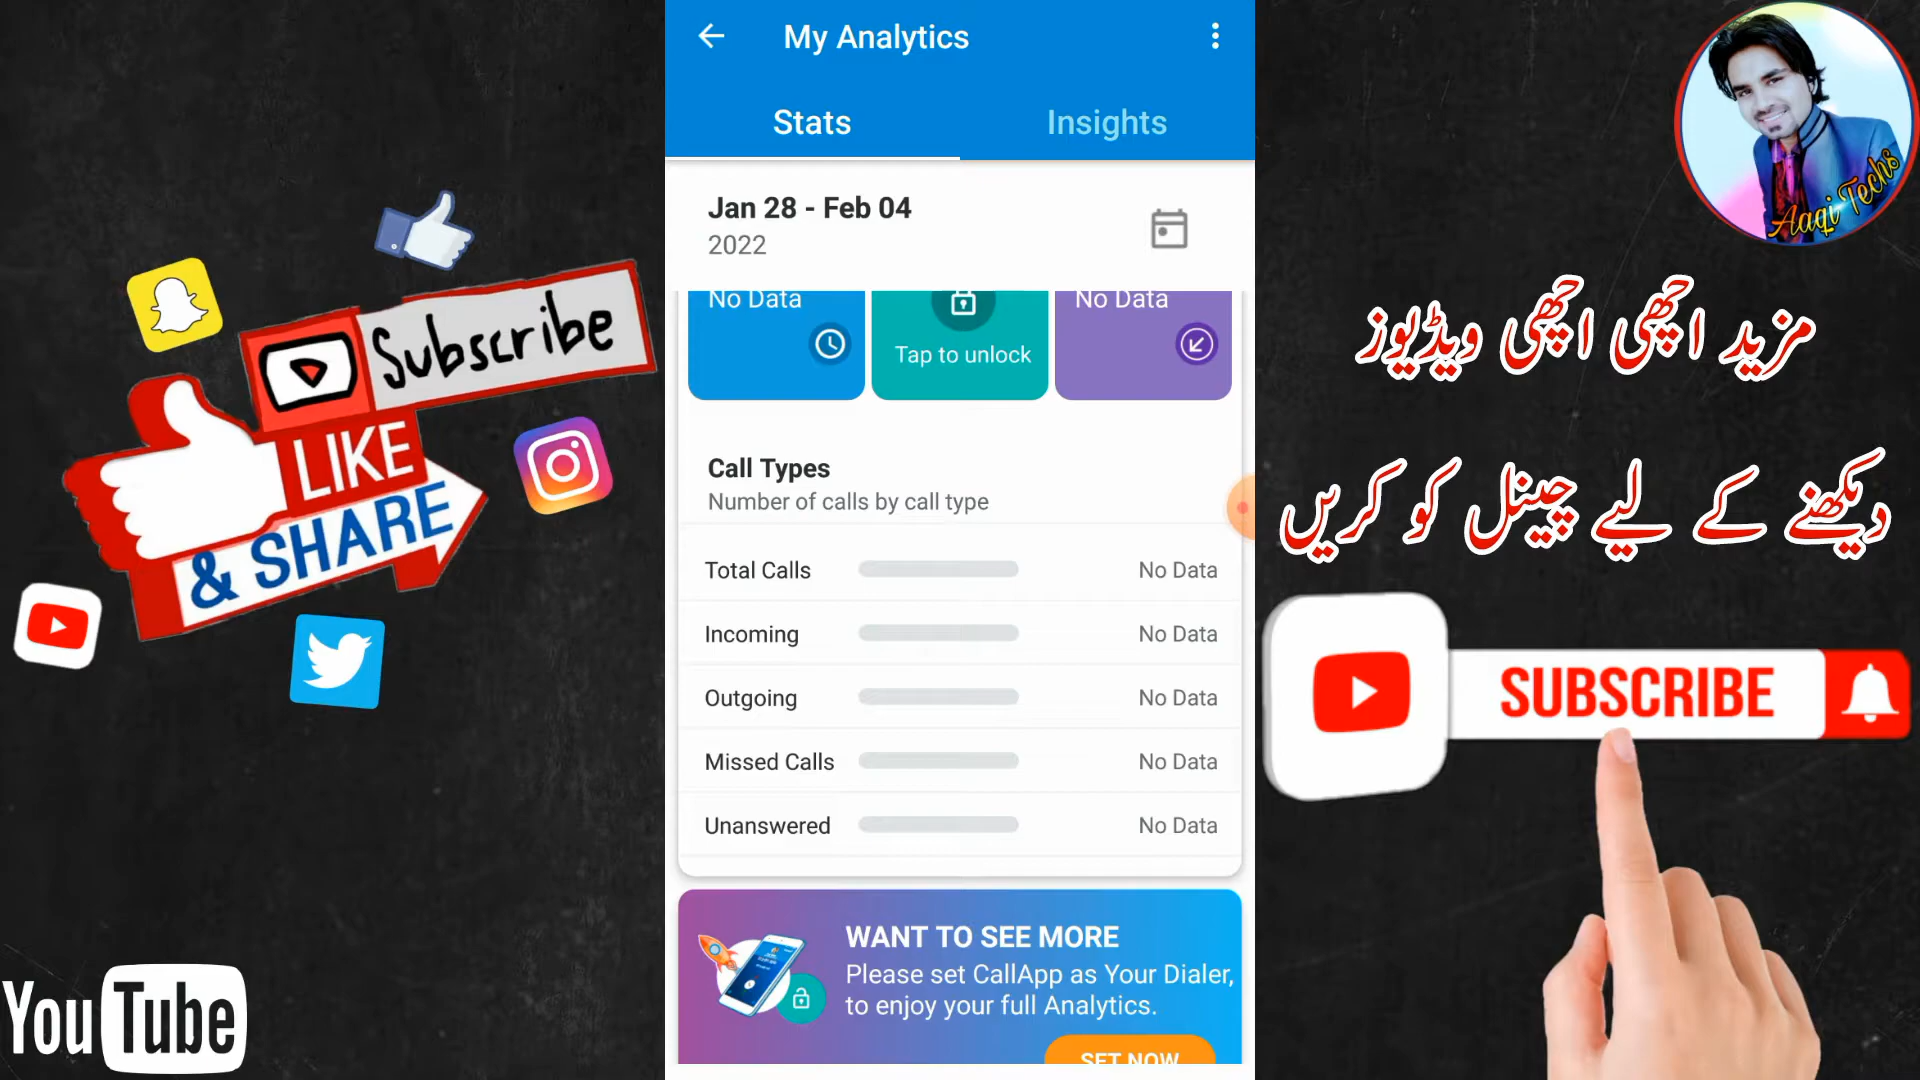 My Analytics
Stats
Insights
Jan 28 - Feb 04
2022
No Data
Tap to unlock
No Data
Call Types
Number of calls by call type
Total Calls No Data
Incoming No Data
Outgoing No Data
Missed Calls No Data
Unanswered No Data
WANT TO SEE MORE
Please set CallApp as Your Dialer,
to enjoy your full Analytics.
SET NOW
Subscribe
LIKE
& SHARE
YouTube
Aaqi Techs
مزید اچھی اچھی ویڈیوز
دیکھنے کے لیے چینل کو کریں
SUBSCRIBE